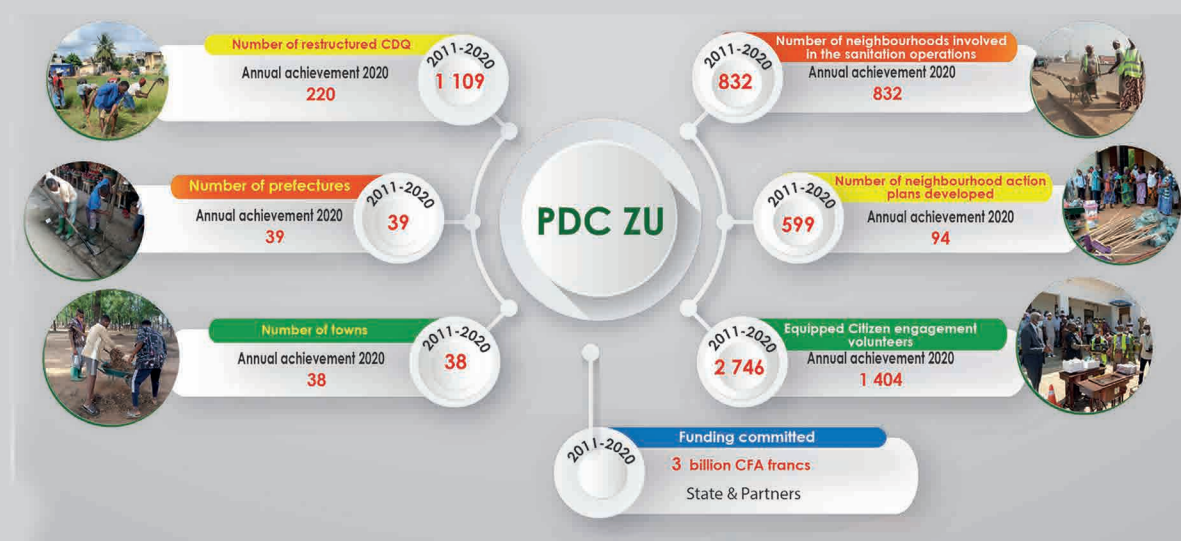 Number of restructured CDQ
Annual achievement 2020
220
2011-2020
1 109
Number of prefectures
Annual achievement 2020
39
2011-2020
39
Number of towns
Annual achievement 2020
38
2011-2020
38
PDC ZU
2011-2020
832
Number of neighbourhoods involved
in the sanitation operations
Annual achievement 2020
832
2011-2020
599
Number of neighbourhood action
plans developed
Annual achievement 2020
94
2011-2020
2 746
Equipped Citizen engagement
volunteers
Annual achievement 2020
1 404
2011-2020
Funding committed
3 billion CFA francs
State & Partners